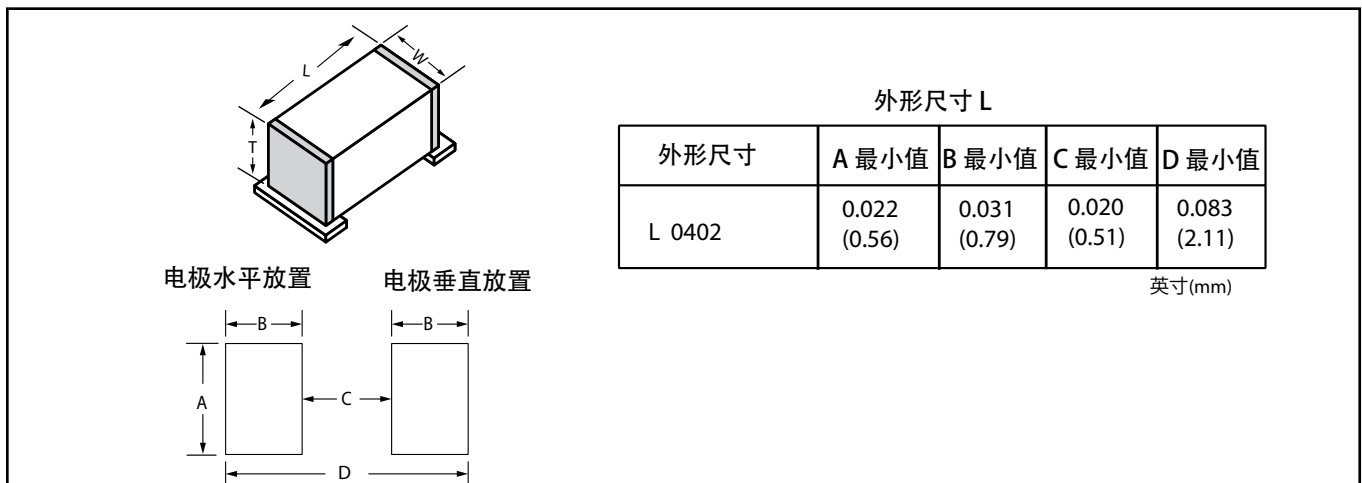 L
W
T
电极水平放置
电极垂直放置
B
B
A
C
D
外形尺寸 L
外形尺寸 A 最小值 B 最小值 C 最小值 D 最小值
L 0402 0.022 (0.56) 0.031 (0.79) 0.020 (0.51) 0.083 (2.11)
英寸(mm)